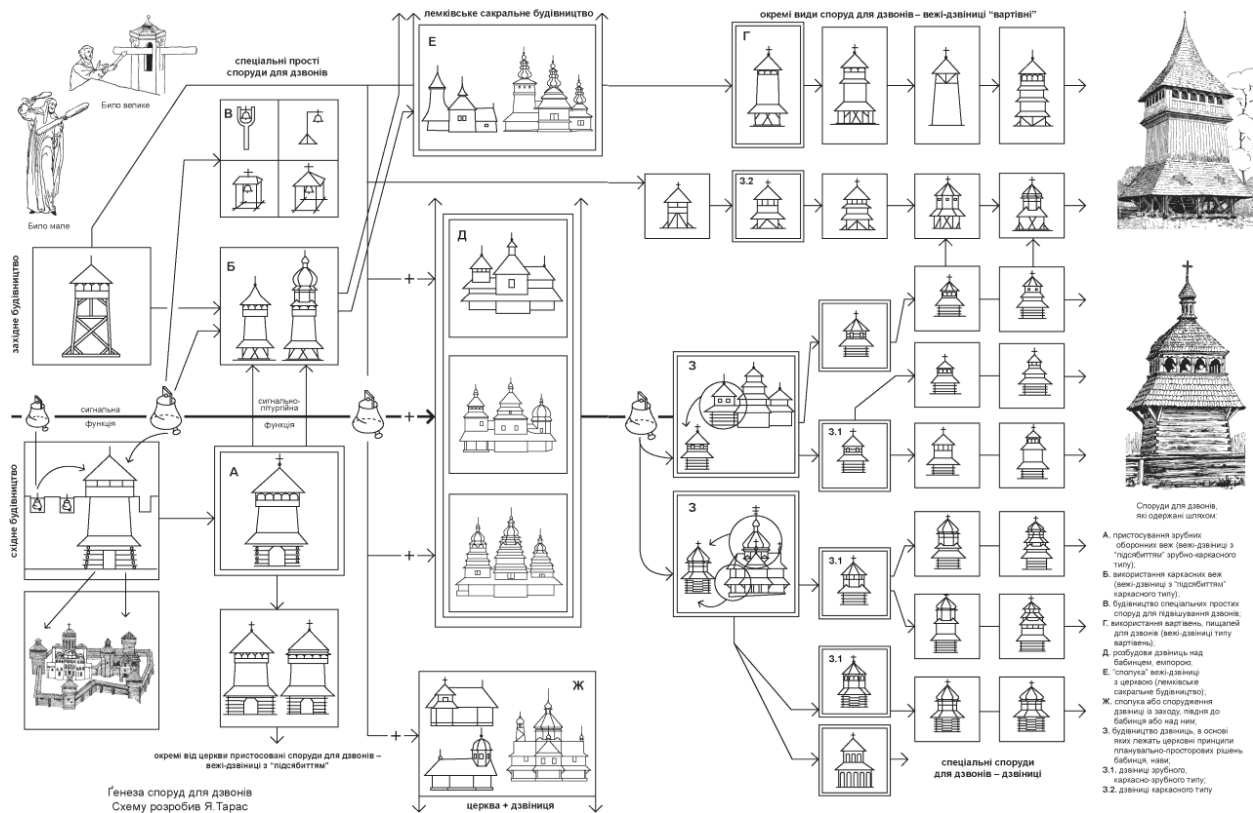 лемківське сакральне будівництво
окремі види споруд для дзвонів – вежі-дзвіниці “вартівні”
Е
Г
спеціальні прості
споруди для дзвонів
Било велике
В
Било мале
З.2
Д
західне будівництво
Б
З
сигнальна
функція
сигнально-
літургійна
функція
З.1
східне будівництво
А
З
З.1
З.1
Ж
окремі від церкви пристосовані споруди для дзвонів –
вежі-дзвіниці з “підсябиттям”
церква + дзвіниця
спеціальні споруди
для дзвонів – дзвіниці
Ґенеза споруд для дзвонів
Схему розробив Я.Тарас
Споруди для дзвонів,
які одержані шляхом:
А. пристосування зрубних
оборонних веж (вежі-дзвіниці з
“підсябиттям” зрубно-каркасного
типу);
Б. використання каркасних веж
(вежі-дзвіниці з “підсябиттям”
каркасного типу);
В. будівництво спеціальних простих
споруд для підвішування дзвонів;
Г. використання вартівень, пищалей
для дзвонів (вежі-дзвіниці типу
вартівень);
Д. розбудови дзвіниць над
бабинцем, емпорою;
Е. “сполука” вежі-дзвіниці
з церквою (лемківське
сакральне будівництво);
Ж. сполука або спорудження
дзвіниці із заходу, півдня до
бабинця або над ним;
З. будівництво дзвіниць, в основі
яких лежать церковні принципи
планувально-просторових рішень
бабинця, нави;
З.1. дзвіниці зрубного,
каркасно-зрубного типу;
З.2. дзвіниці каркасного типу